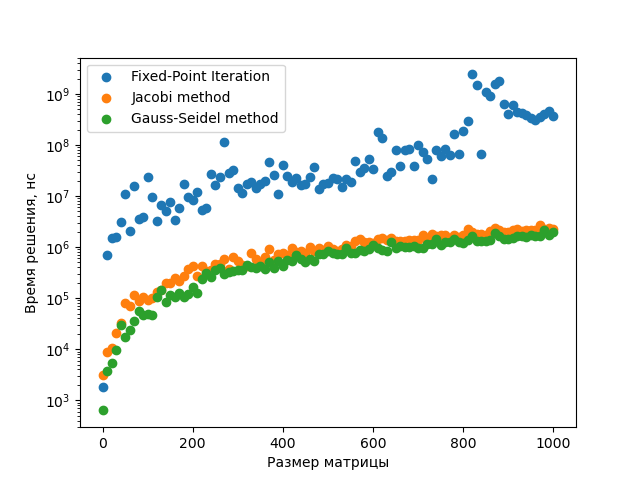 Fixed-Point Iteration
Jacobi method
Gauss-Seidel method
10⁹
10⁸
10⁷
10⁶
10⁵
10⁴
10³
Время решения, нс
0 200 400 600 800 1000
Размер матрицы